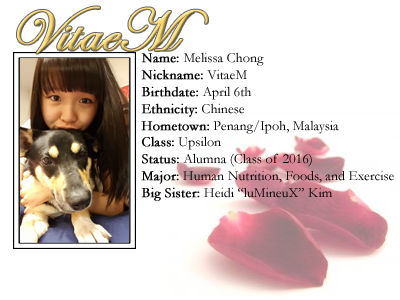 VitaeM
Name: Melissa Chong
Nickname: VitaeM
Birthdate: April 6th
Ethnicity: Chinese
Hometown: Penang/Ipoh, Malaysia
Class: Upsilon
Status: Alumna (Class of 2016)
Major: Human Nutrition, Foods, and Exercise
Big Sister: Heidi “luMineuX” Kim